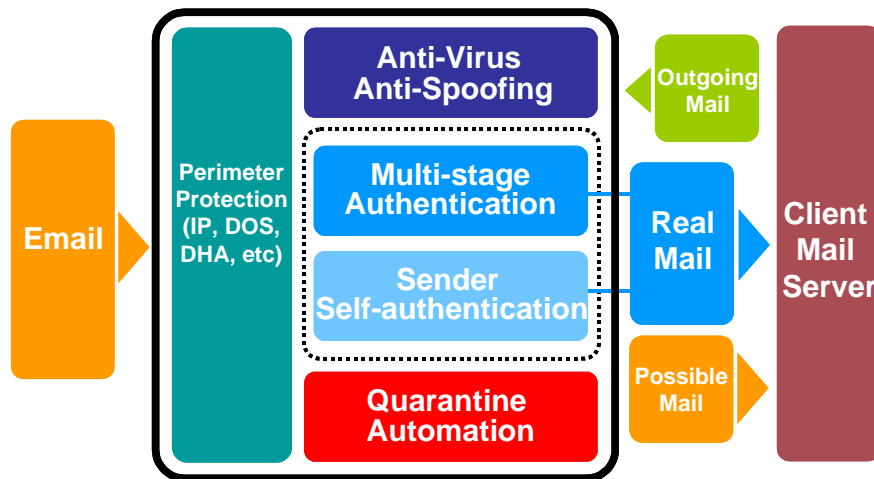 Email
Perimeter
Protection
(IP, DOS,
DHA, etc)
Anti-Virus
Anti-Spoofing
Multi-stage
Authentication
Sender
Self-authentication
Quarantine
Automation
Outgoing
Mail
Real
Mail
Possible
Mail
Client
Mail
Server